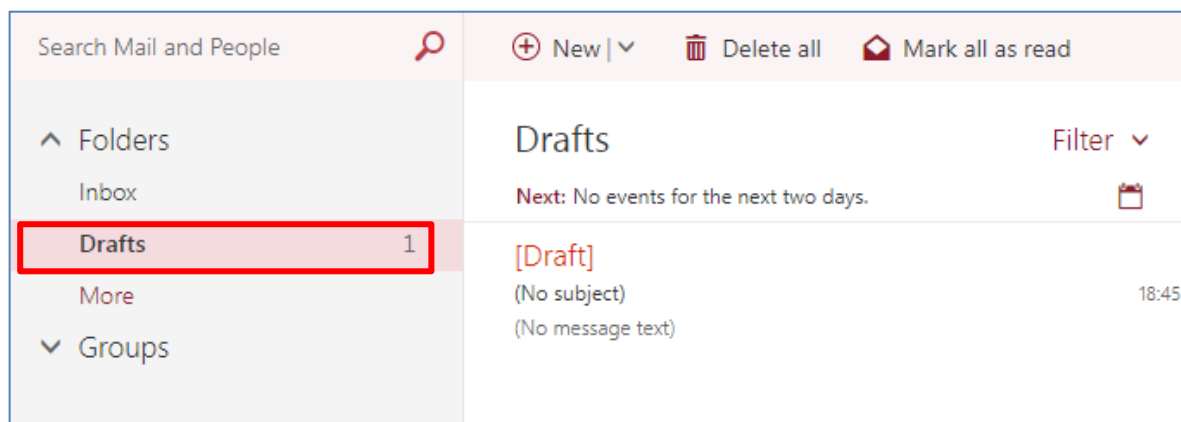 Search Mail and People
New
Delete all
Mark all as read
Folders
Inbox
Drafts 1
More
Groups
Drafts
Filter
Next: No events for the next two days.
[Draft]
(No subject) 18:45
(No message text)